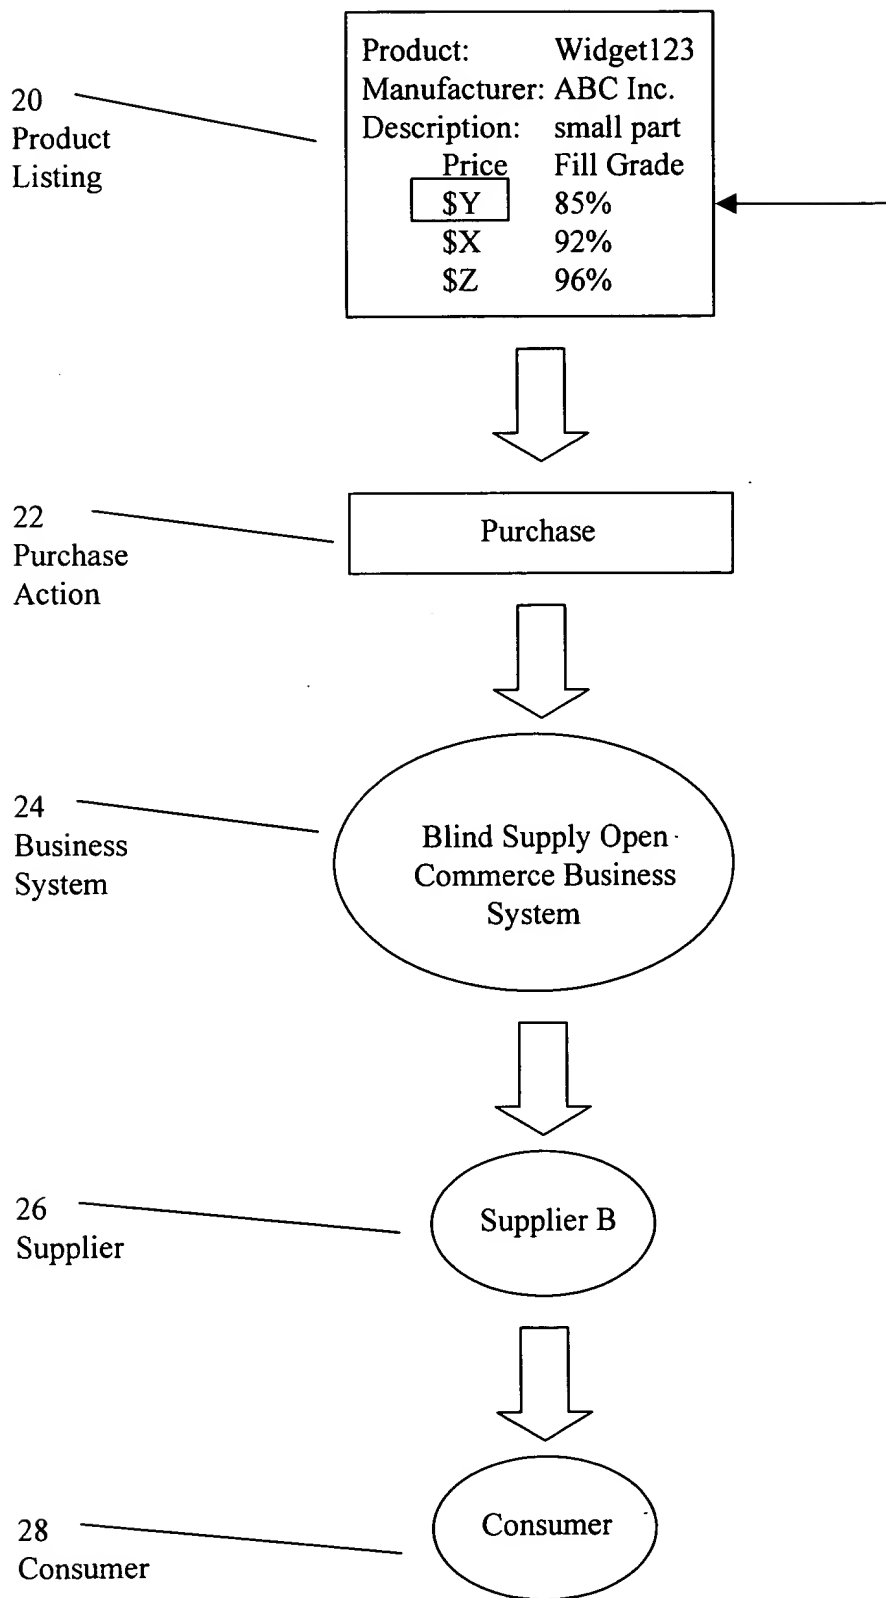 Product: Widget123
Manufacturer: ABC Inc.
Description: small part
Price Fill Grade
$Y 85%
$X 92%
$Z 96%
20
Product
Listing
Purchase
22
Purchase
Action
24
Business
System
Blind Supply Open
Commerce Business
System
26
Supplier
Supplier B
28
Consumer
Consumer